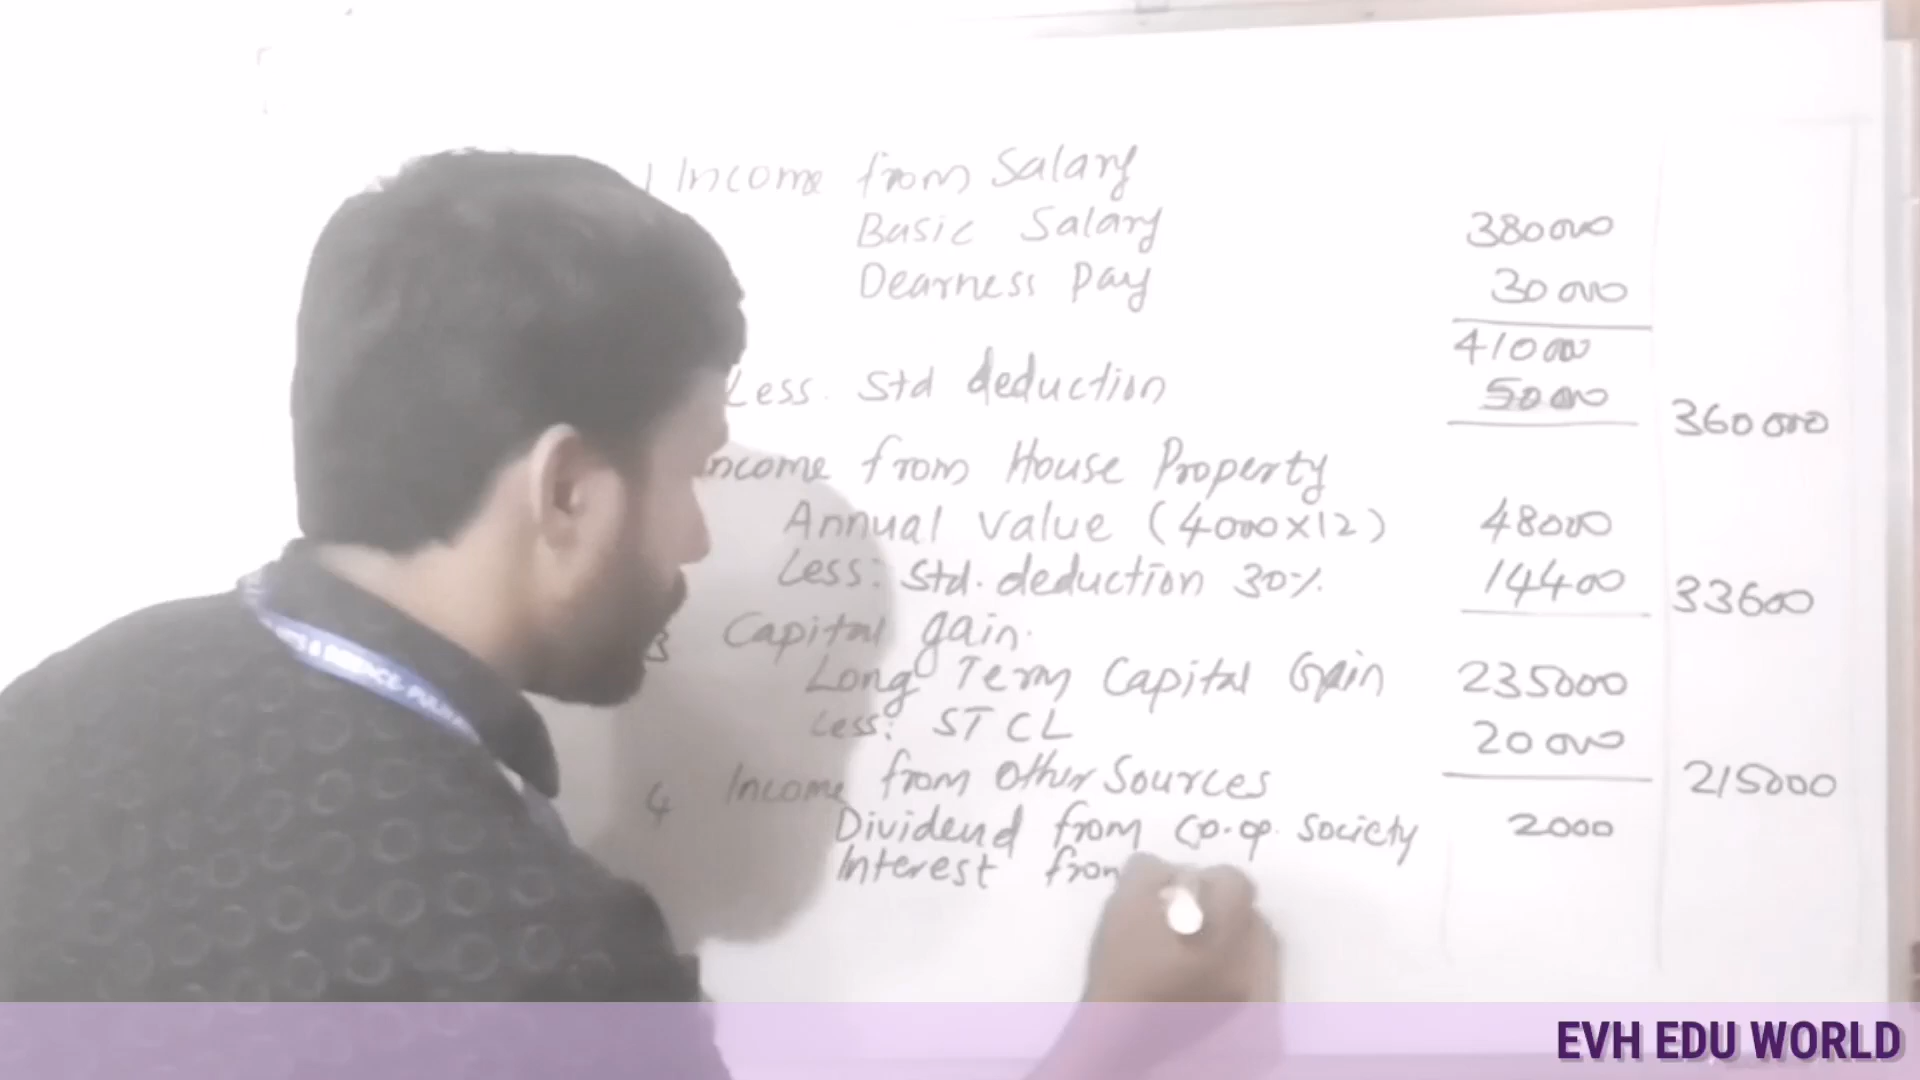 1 Income from Salary
Basic Salary 380000
Dearness Pay 30000
410000
Less. Std deduction 50000 360000
Income from House Property
Annual Value (4000x12) 48000
Less: Std. deduction 30% 14400 33600
3 Capital gain.
Long Term Capital Gain 235000
Less: STCL 20000
4 Income from Other Sources 215000
Dividend from Co-op. Society 2000
Interest from
EVH EDU WORLD